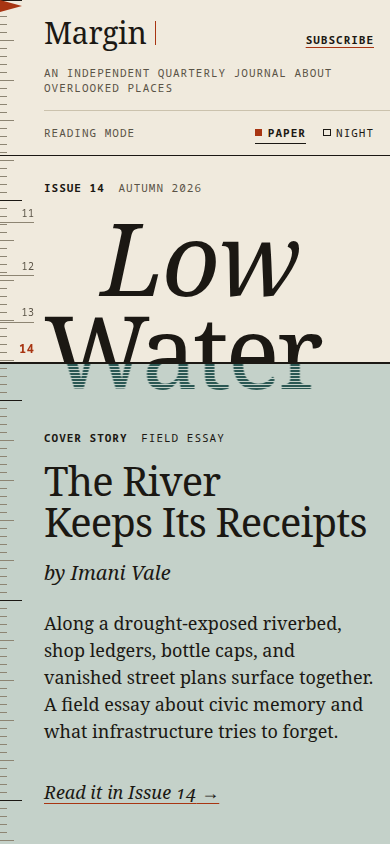 Margin
SUBSCRIBE
AN INDEPENDENT QUARTERLY JOURNAL ABOUT
OVERLOOKED PLACES
READING MODE
PAPER
NIGHT
ISSUE 14 AUTUMN 2026
11
12
13
14
Low
Water
COVER STORY FIELD ESSAY
The River
Keeps Its Receipts
by Imani Vale
Along a drought-exposed riverbed,
shop ledgers, bottle caps, and
vanished street plans surface together.
A field essay about civic memory and
what infrastructure tries to forget.
Read it in Issue 14 →